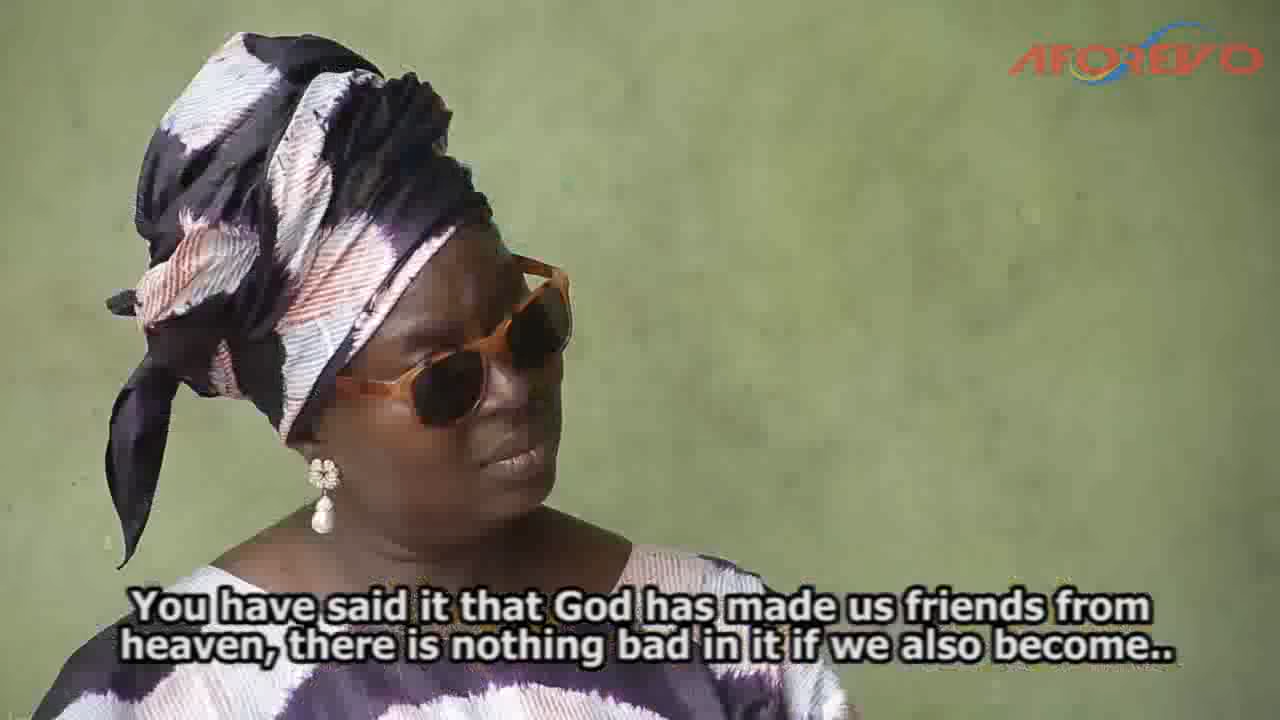 AFOREVO
You have said it that God has made us friends from
heaven, there is nothing bad in it if we also become..